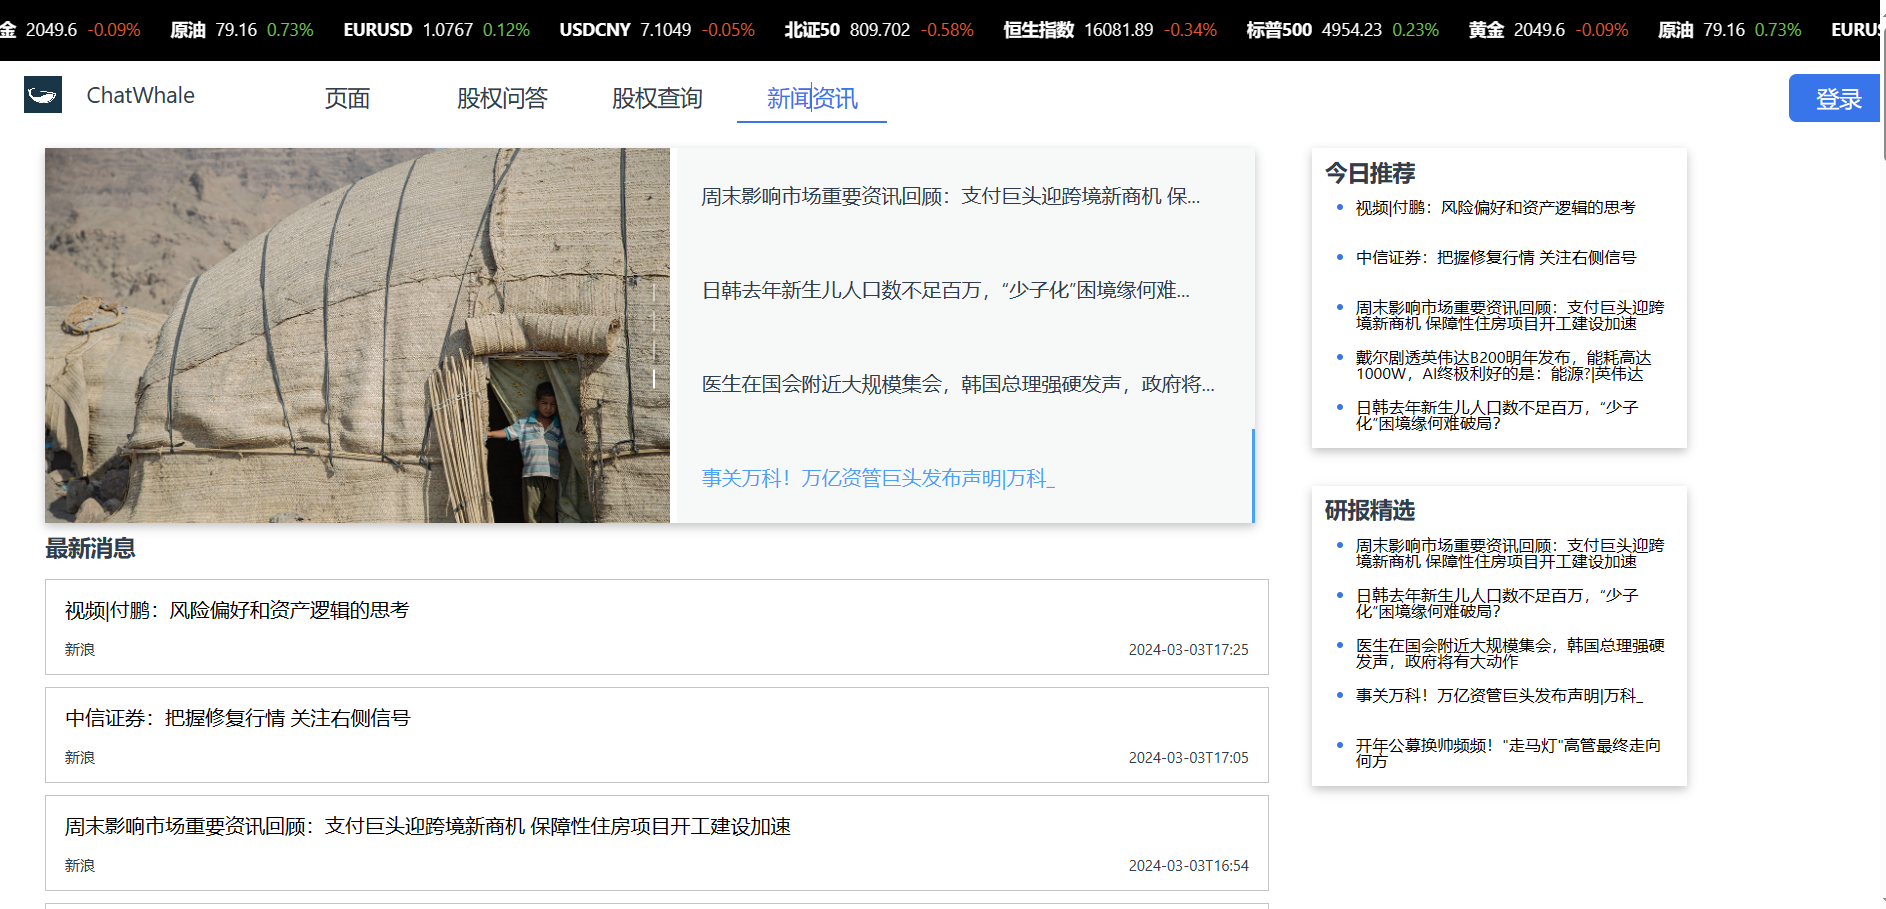 金 2049.6 -0.09% 原油 79.16 0.73% EURUSD 1.0767 0.12% USDCNY 7.1049 -0.05% 北证50 809.702 -0.58% 恒生指数 16081.89 -0.34% 标普500 4954.23 0.23% 黄金 2049.6 -0.09% 原油 79.16 0.73% EURUS
ChatWhale 页面 股权问答 股权查询 新闻资讯 登录
周末影响市场重要资讯回顾：支付巨头迎跨境新商机 保...
日韩去年新生儿人口数不足百万，“少子化”困境缘何难...
医生在国会附近大规模集会，韩国总理强硬发声，政府将...
事关万科！万亿资管巨头发布声明|万科_
最新消息
视频|付鹏：风险偏好和资产逻辑的思考
新浪 2024-03-03T17:25
中信证券：把握修复行情 关注右侧信号
新浪 2024-03-03T17:05
周末影响市场重要资讯回顾：支付巨头迎跨境新商机 保障性住房项目开工建设加速
新浪 2024-03-03T16:54
今日推荐
视频|付鹏：风险偏好和资产逻辑的思考
中信证券：把握修复行情 关注右侧信号
周末影响市场重要资讯回顾：支付巨头迎跨
境新商机 保障性住房项目开工建设加速
戴尔剧透英伟达B200明年发布，能耗高达
1000W，AI终极利好的是：能源?|英伟达
日韩去年新生儿人口数不足百万，“少子
化”困境缘何难破局？
研报精选
周末影响市场重要资讯回顾：支付巨头迎跨
境新商机 保障性住房项目开工建设加速
日韩去年新生儿人口数不足百万，“少子
化”困境缘何难破局？
医生在国会附近大规模集会，韩国总理强硬
发声，政府将有大动作
事关万科！万亿资管巨头发布声明|万科_
开年公募换帅频频！"走马灯"高管最终走向
何方